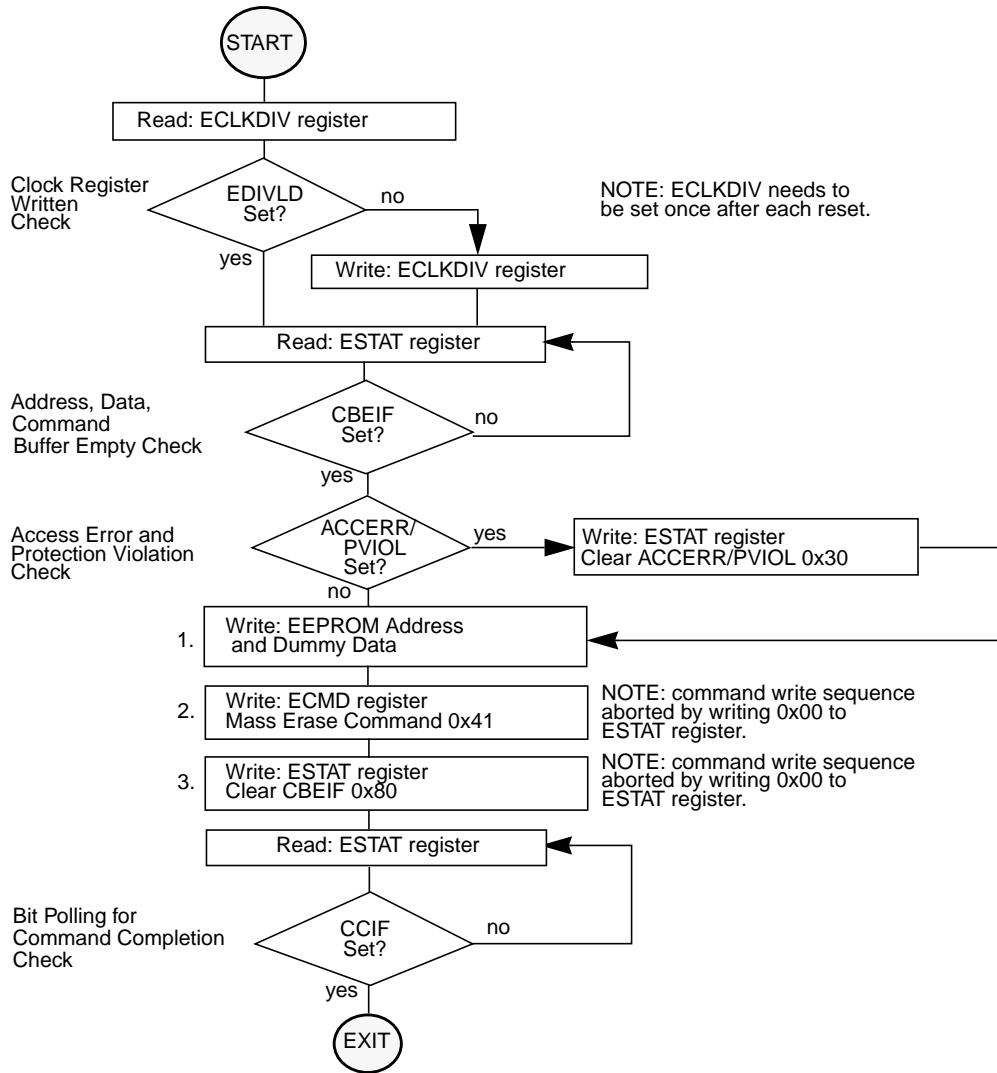 START
Read: ECLKDIV register
Clock Register
Written
Check
EDIVLD
Set?
no
yes
NOTE: ECLKDIV needs to
be set once after each reset.
Write: ECLKDIV register
Read: ESTAT register
Address, Data,
Command
Buffer Empty Check
CBEIF
Set?
no
yes
Access Error and
Protection Violation
Check
ACCERR/
PVIOL
Set?
yes
no
Write: ESTAT register
Clear ACCERR/PVIOL 0x30
1.
Write: EEPROM Address
and Dummy Data
2.
Write: ECMD register
Mass Erase Command 0x41
NOTE: command write sequence
aborted by writing 0x00 to
ESTAT register.
3.
Write: ESTAT register
Clear CBEIF 0x80
NOTE: command write sequence
aborted by writing 0x00 to
ESTAT register.
Read: ESTAT register
Bit Polling for
Command Completion
Check
CCIF
Set?
no
yes
EXIT